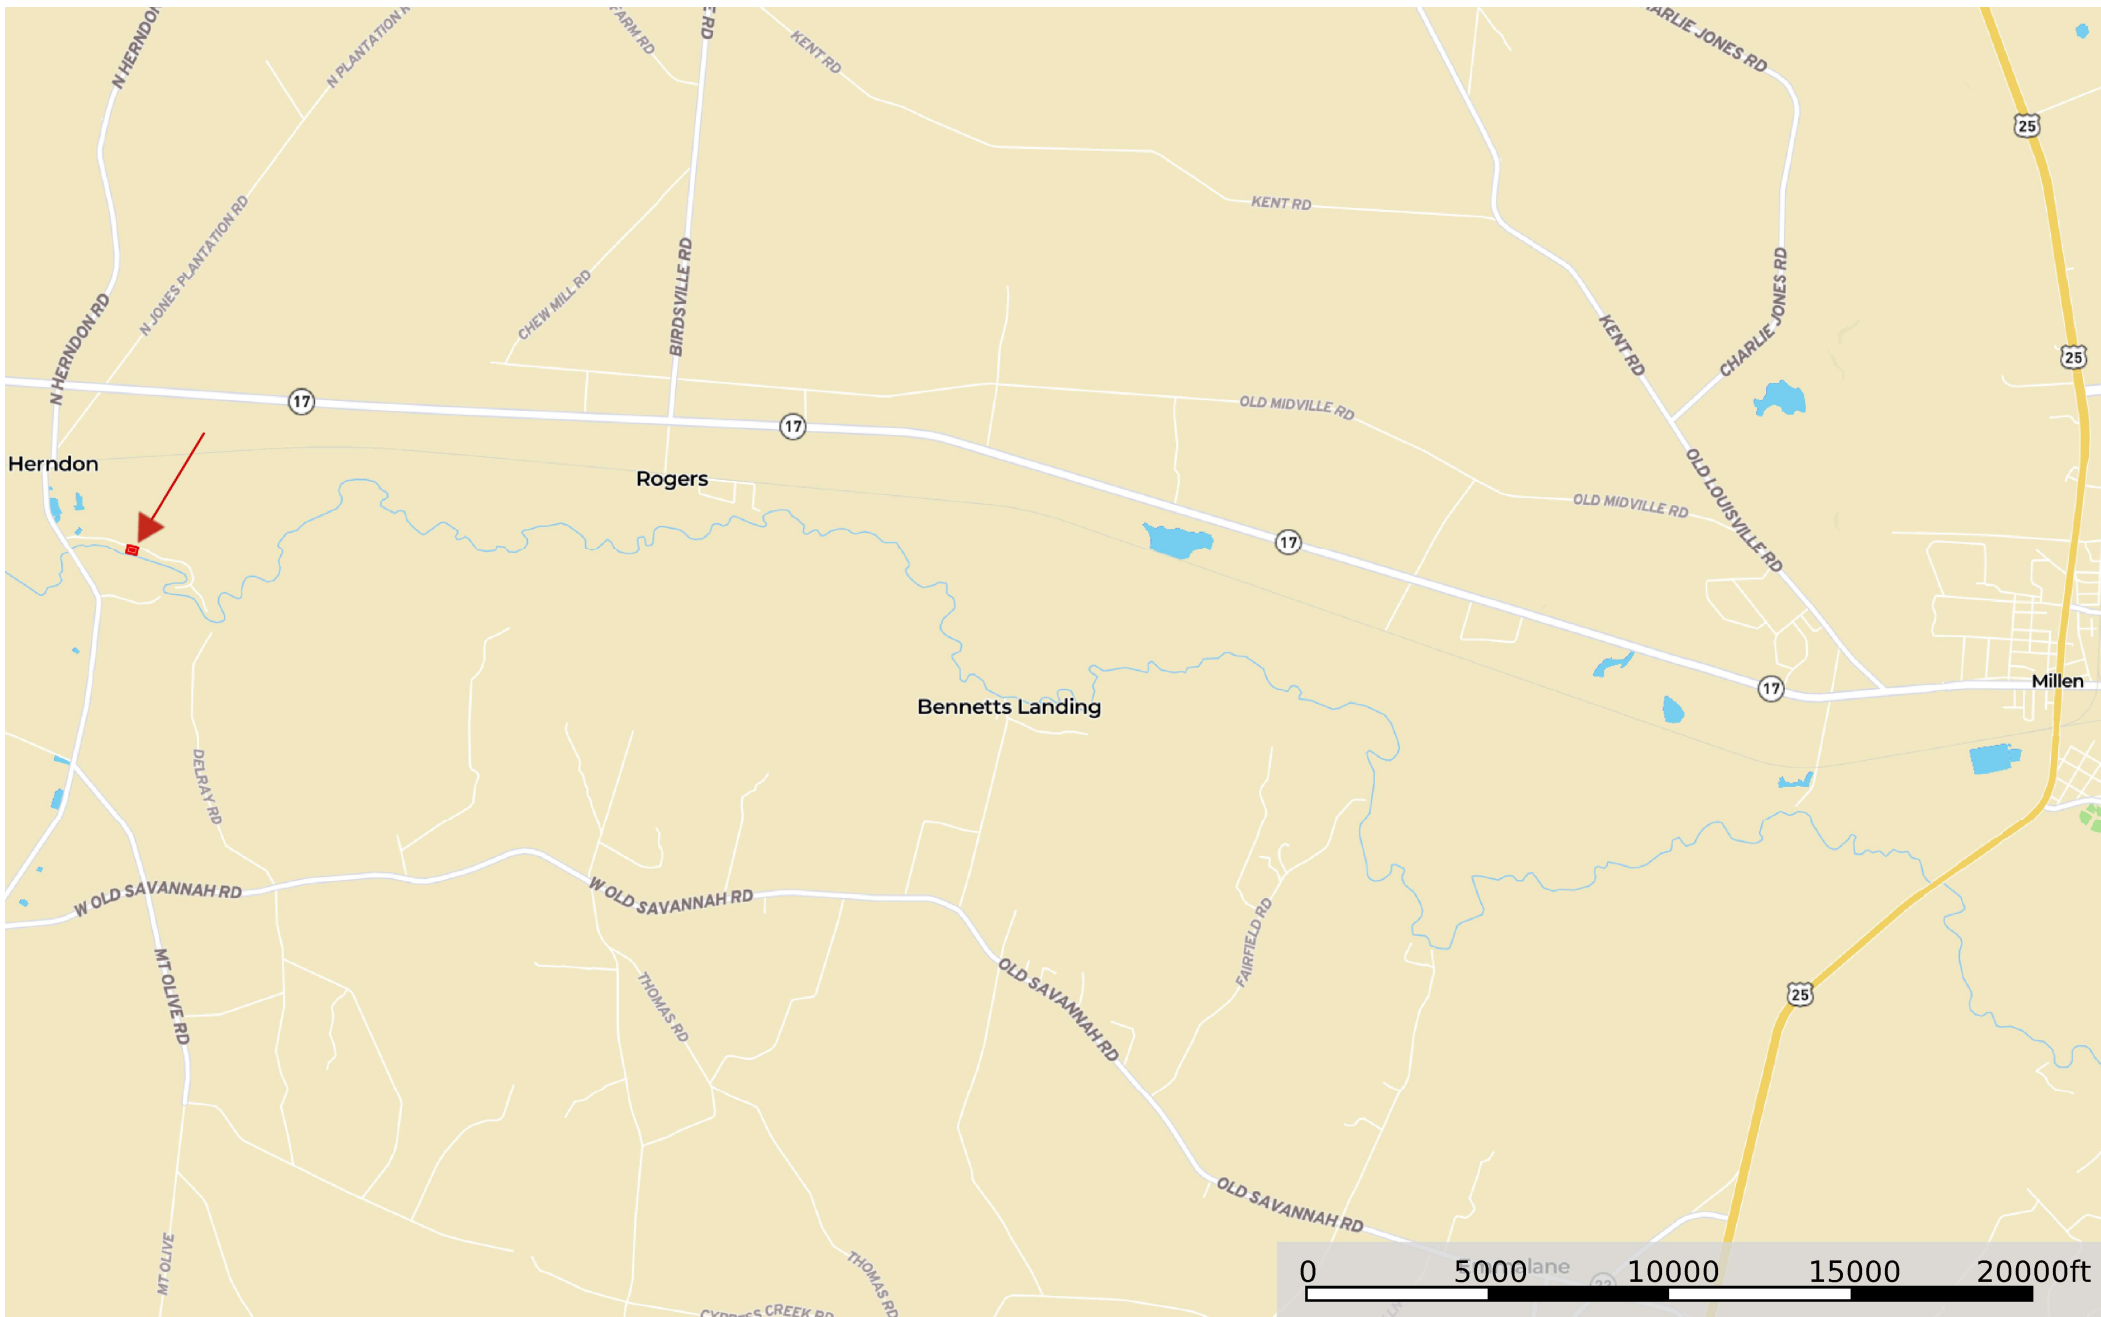 N HERNDON
N PLANTATION R
FARM RD
E RD
KENT RD
ARLIE JONES RD
25
N JONES PLANTATION RD
KENT RD
CHEW MILL RD
BIRDSVILLE RD
N HERNDON RD
KENT RD
CHARLIE JONES RD
25
17
17
OLD MIDVILLE RD
Herndon
Rogers
OLD MIDVILLE RD
OLD LOUISVILLE RD
17
17
Millen
Bennetts Landing
DELRAY RD
W OLD SAVANNAH RD
W OLD SAVANNAH RD
FAIRFIELD RD
MT OLIVE RD
THOMAS RD
OLD SAVANNAH RD
25
OLD SAVANNAH RD
MT OLIVE
THOMAS RD
CYPRESS CREEK RD
0 5000 10000 15000 20000ft